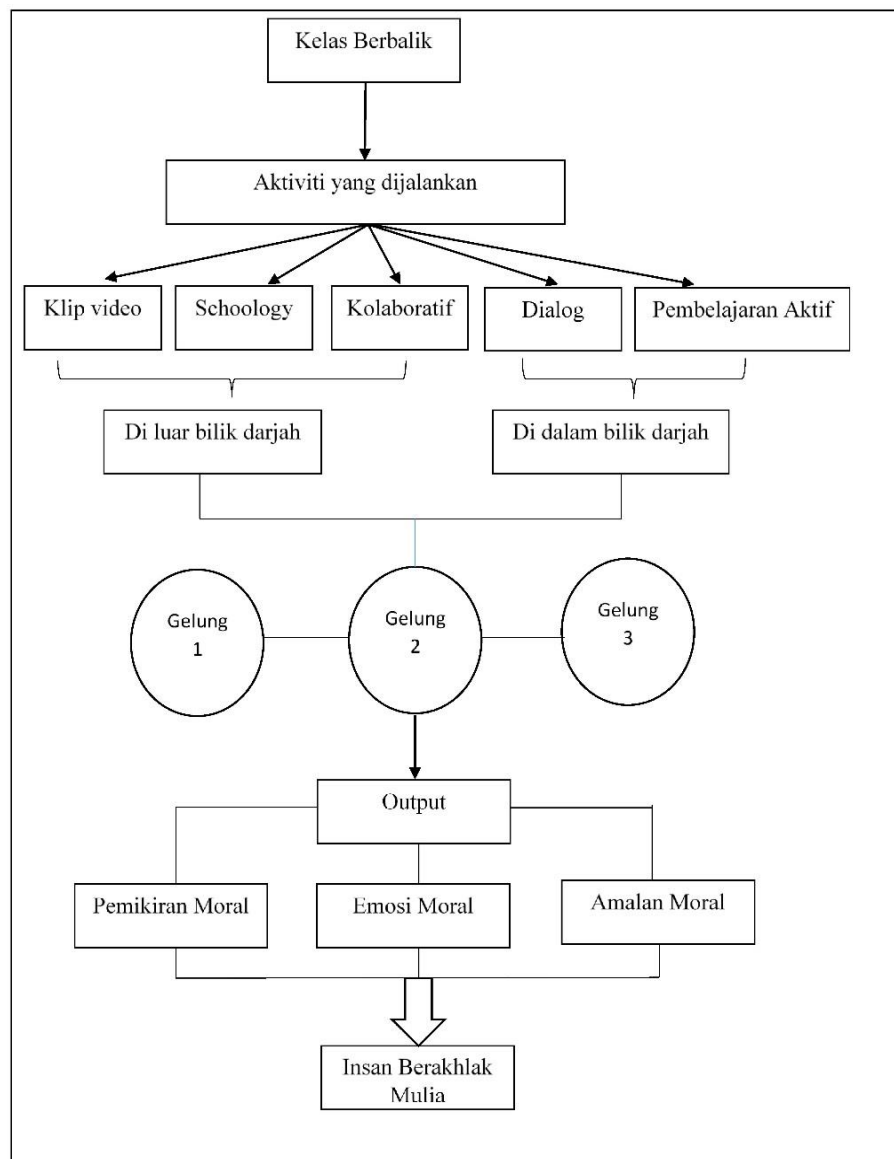 Kelas Berbalik
Aktiviti yang dijalankan
Klip video
Schoology
Kolaboratif
Dialog
Pembelajaran Aktif
Di luar bilik darjah
Di dalam bilik darjah
Gelung
1
Gelung
2
Gelung
3
Output
Pemikiran Moral
Emosi Moral
Amalan Moral
Insan Berakhlak
Mulia